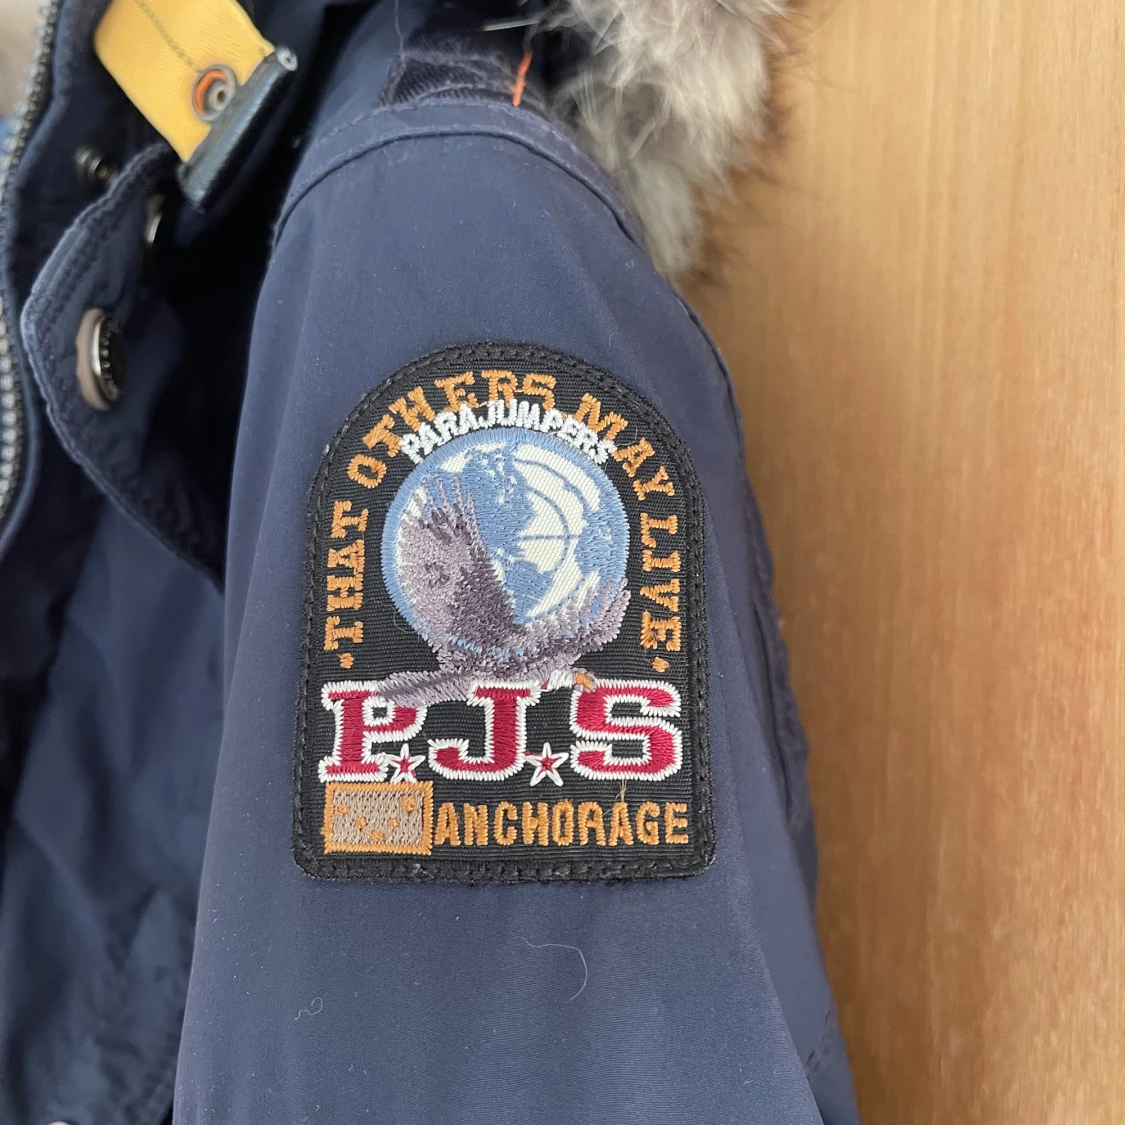 ·THAT OTHERS MAY LIVE·
PARAJUMPERS
P.J.S
ANCHORAGE